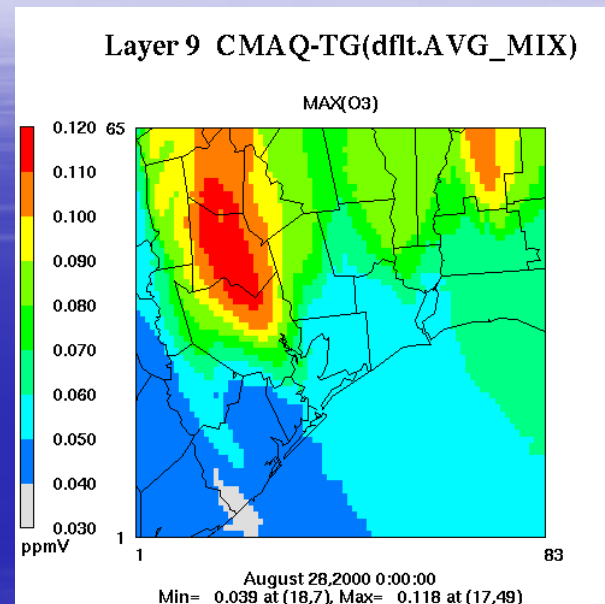 Layer 9 CMAQ-TG(dflt.AVG_MIX)
MAX(O3)
0.120
0.110
0.100
0.090
0.080
0.070
0.060
0.050
0.040
0.030
ppmV
65
1
1
83
August 28,2000 0:00:00
Min= 0.039 at (18,7), Max= 0.118 at (17,49)